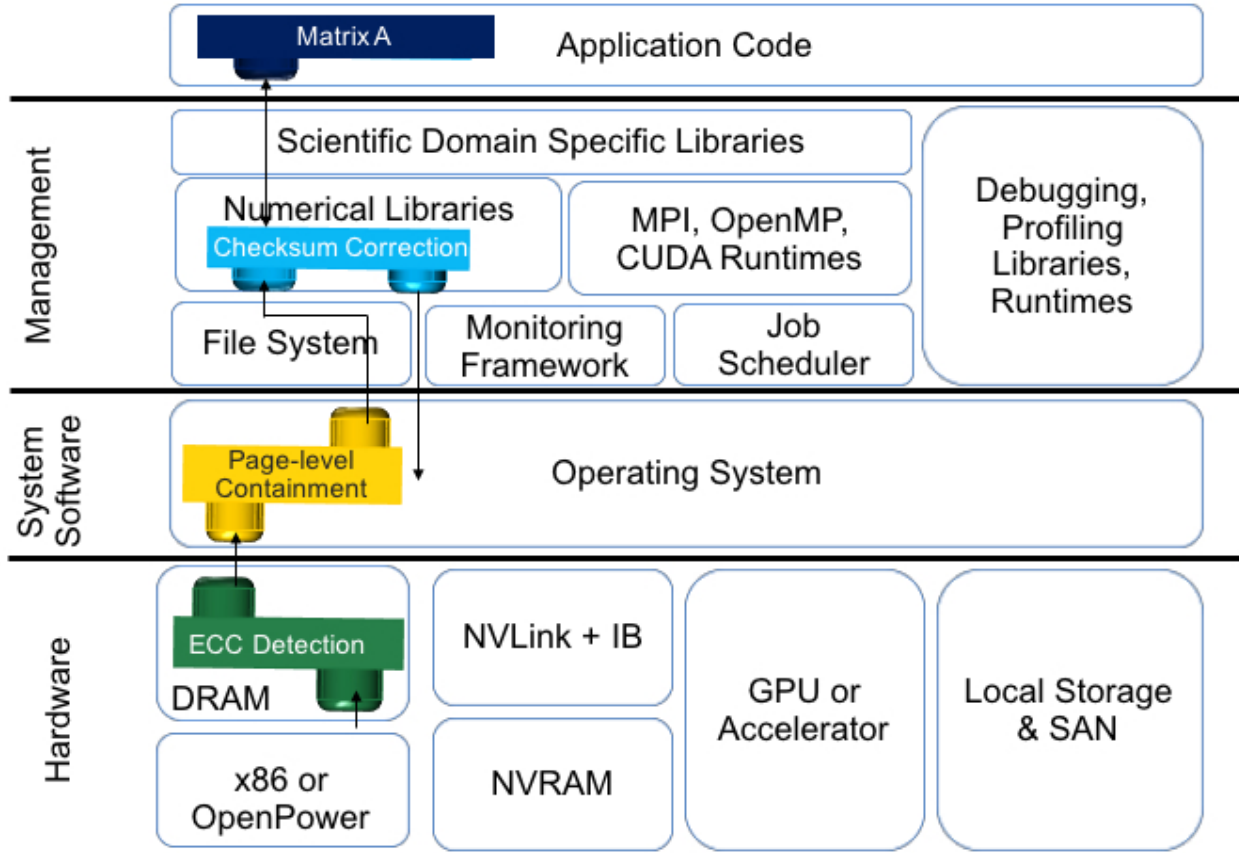 Matrix A
Application Code
Management
Scientific Domain Specific Libraries
Numerical Libraries
Checksum Correction
MPI, OpenMP,
CUDA Runtimes
Debugging,
Profiling
Libraries,
Runtimes
File System
Monitoring
Framework
Job
Scheduler
System
Software
Page-level
Containment
Operating System
Hardware
ECC Detection
DRAM
NVLink + IB
GPU or
Accelerator
Local Storage
& SAN
x86 or
OpenPower
NVRAM